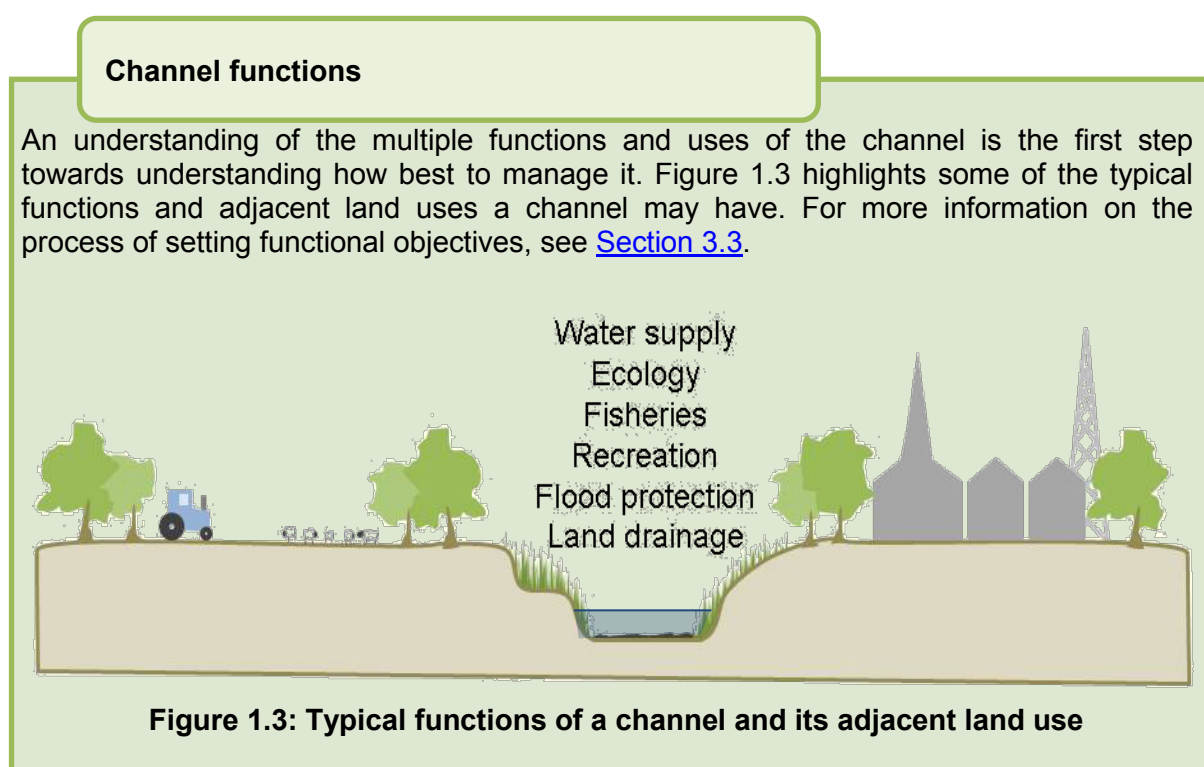 Channel functions
An understanding of the multiple functions and uses of the channel is the first step
towards understanding how best to manage it. Figure 1.3 highlights some of the typical
functions and adjacent land uses a channel may have. For more information on the
process of setting functional objectives, see Section 3.3.
Water supply
Ecology
Fisheries
Recreation
Flood protection
Land drainage
Figure 1.3: Typical functions of a channel and its adjacent land use